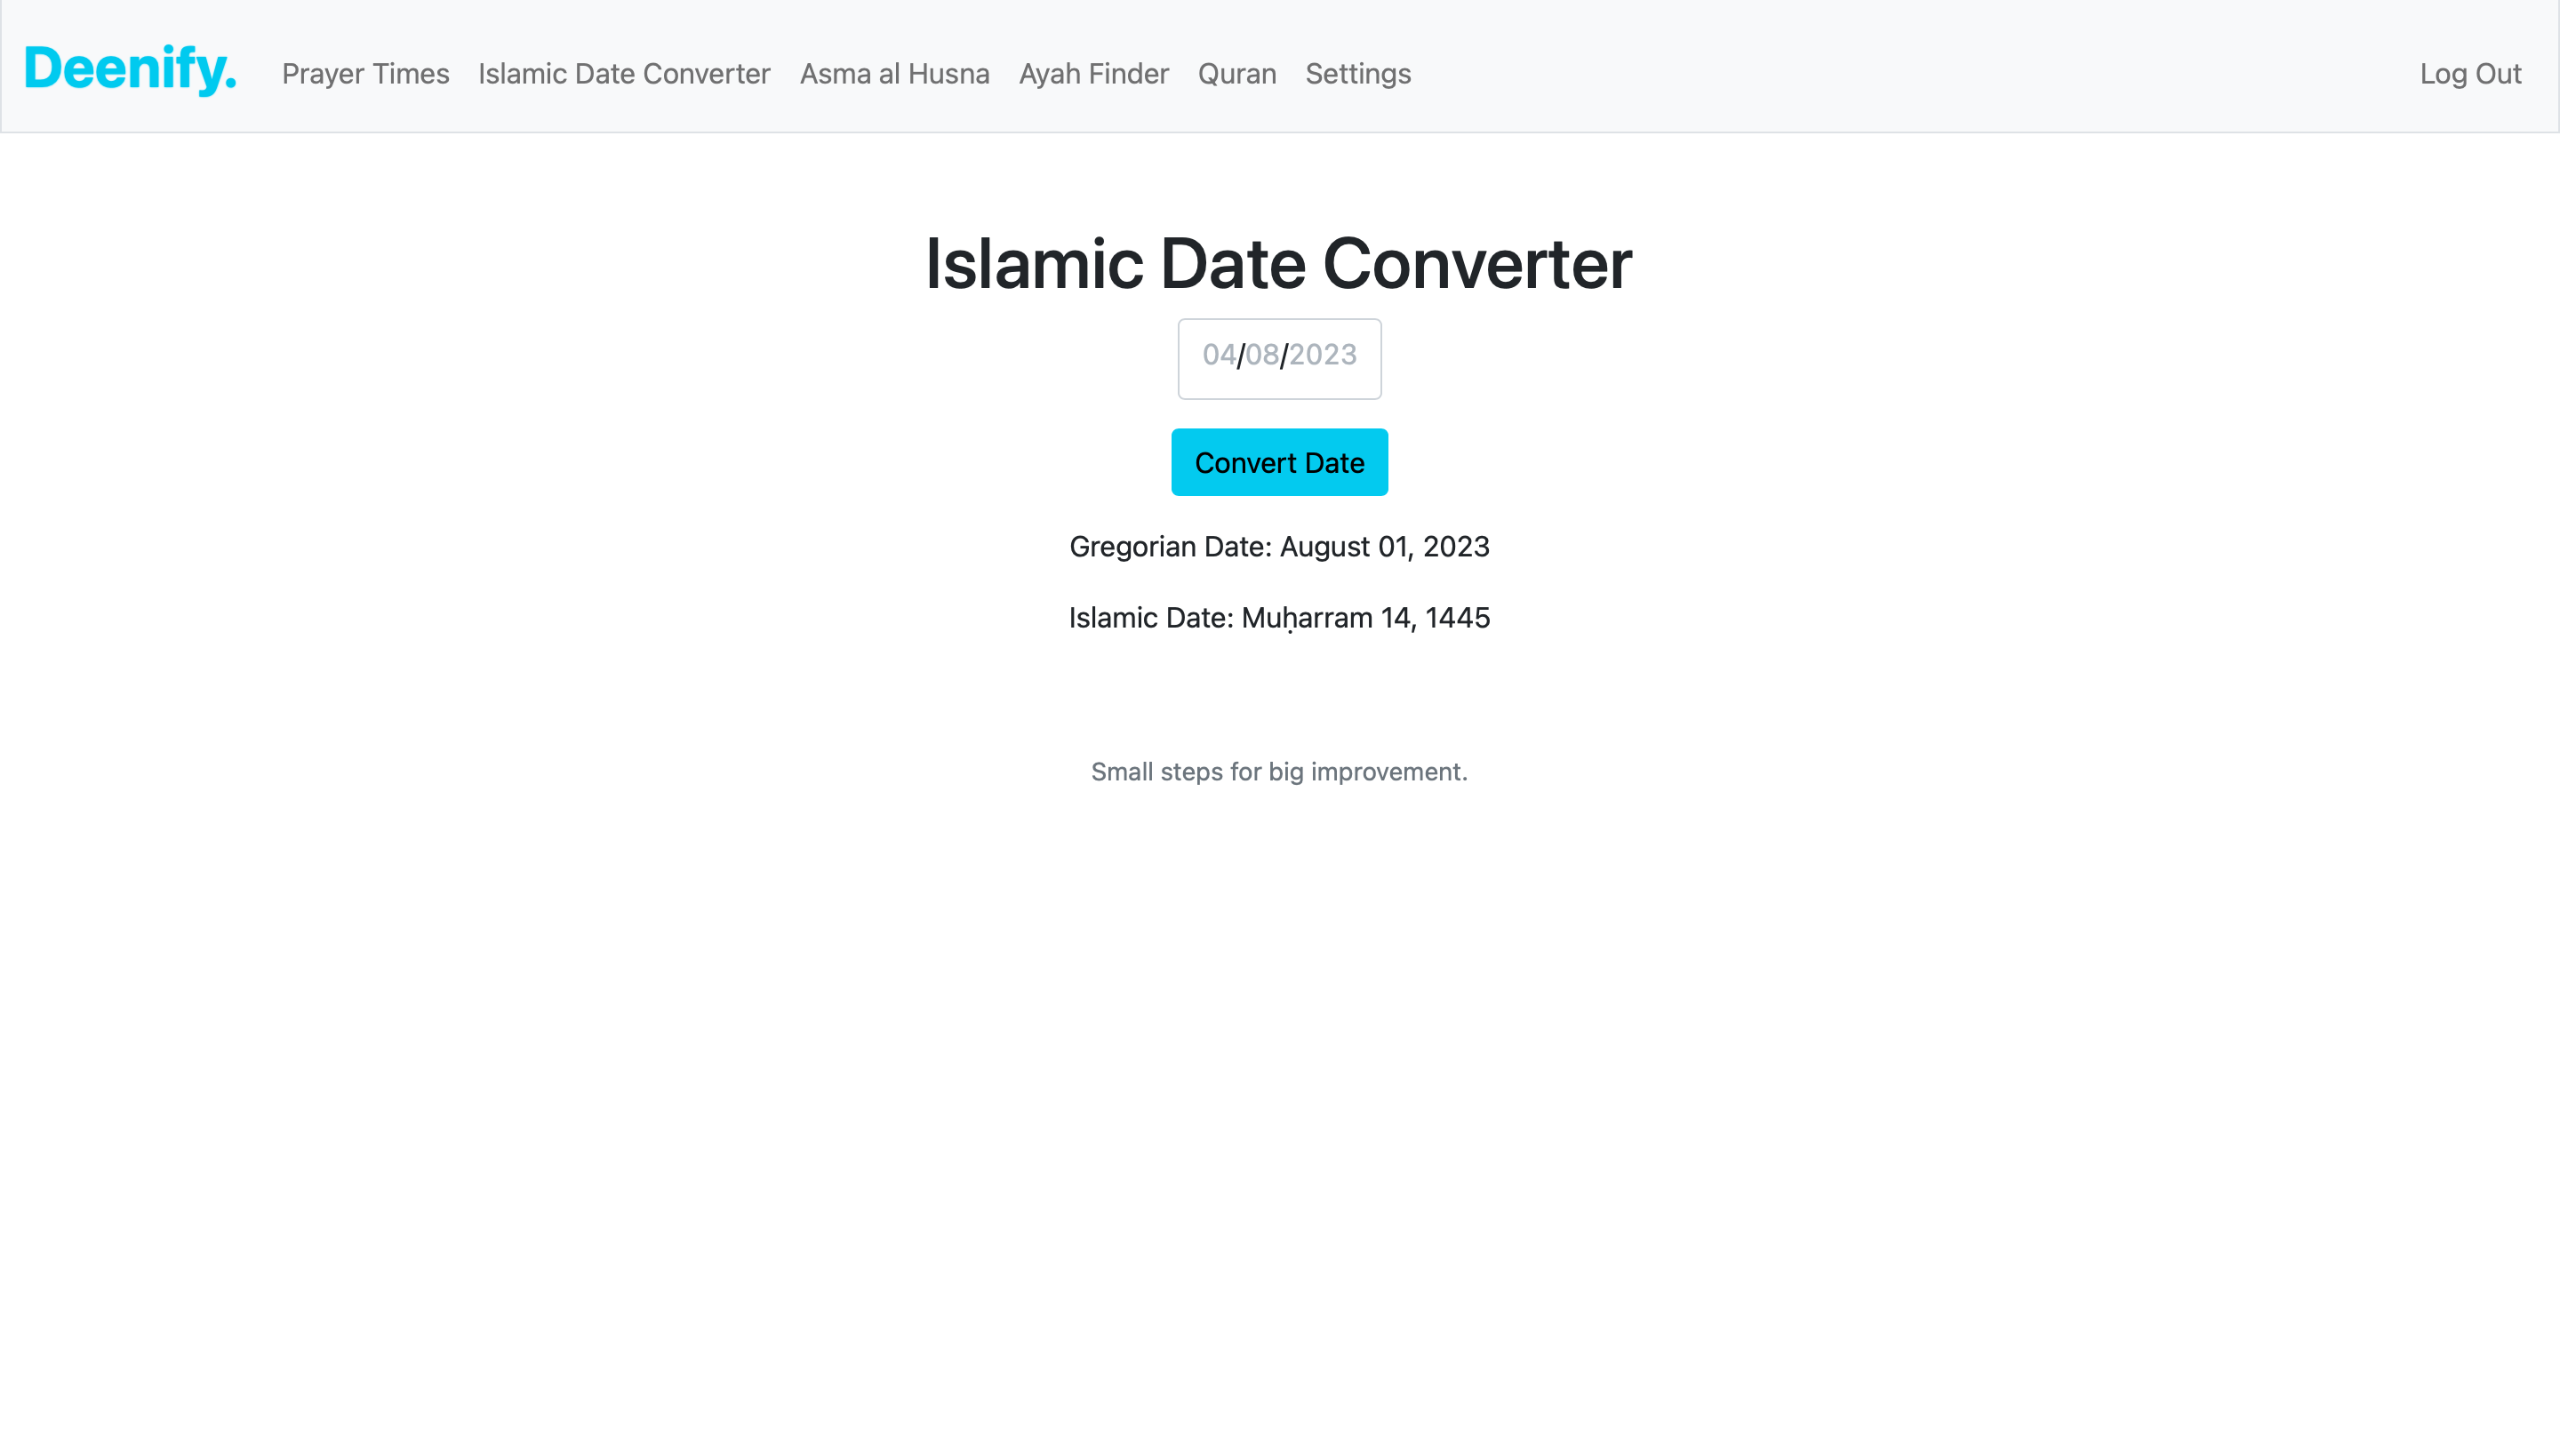 Deenify. Prayer Times Islamic Date Converter Asma al Husna Ayah Finder Quran Settings Log Out
Islamic Date Converter
04/08/2023
Convert Date
Gregorian Date: August 01, 2023
Islamic Date: Muḥarram 14, 1445
Small steps for big improvement.